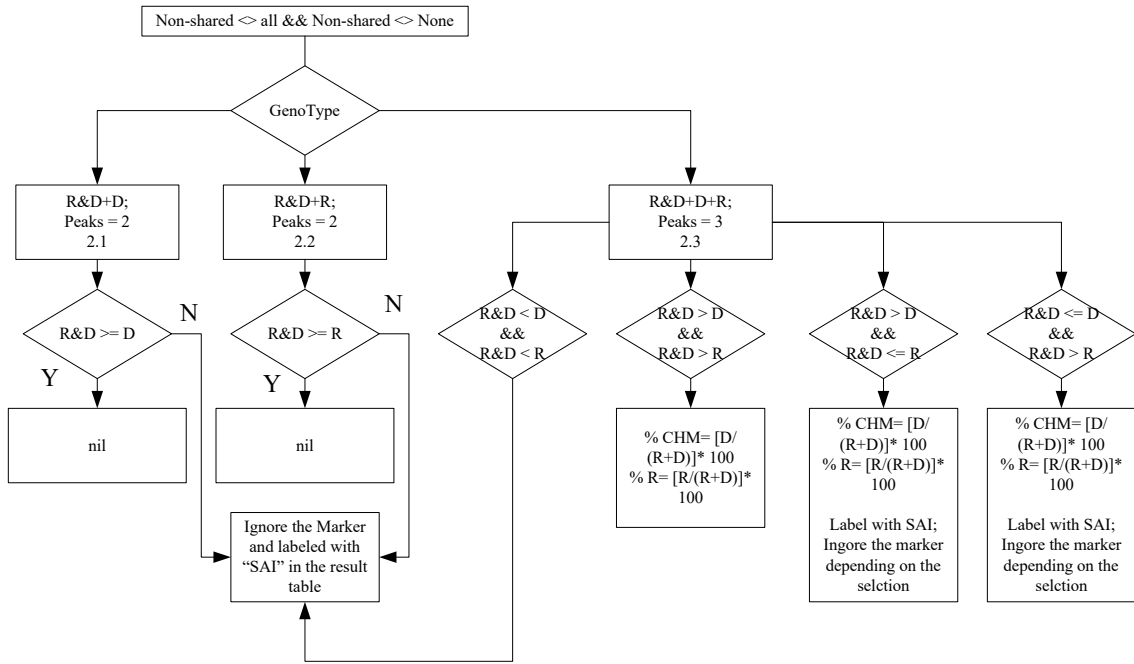 Non-shared <> all && Non-shared <> None
GenoType
R&D+D;
Peaks = 2
2.1
R&D+R;
Peaks = 2
2.2
R&D+D+R;
Peaks = 3
2.3
R&D >= D
N
Y
R&D >= R
N
Y
R&D < D
&&
R&D < R
R&D > D
&&
R&D > R
R&D > D
&&
R&D <= R
R&D <= D
&&
R&D > R
nil
nil
% CHM= [D/
(R+D)]* 100
% R= [R/(R+D)]*
100
% CHM= [D/
(R+D)]* 100
% R= [R/(R+D)]*
100
Label with SAI;
Ingore the marker
depending on the
selction
% CHM= [D/
(R+D)]* 100
% R= [R/(R+D)]*
100
Label with SAI;
Ingore the marker
depending on the
selction
Ignore the Marker
and labeled with
“SAI” in the result
table